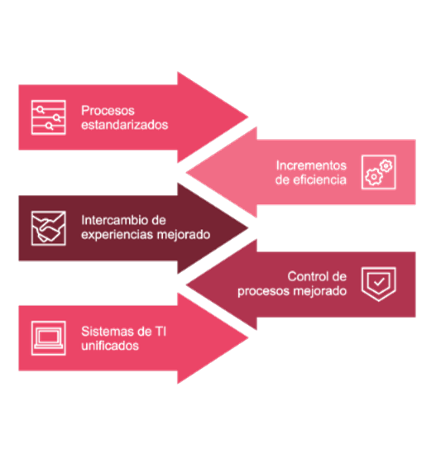 Procesos
estandarizados
Incrementos
de eficiencia
Intercambio de
experiencias mejorado
Control de
procesos mejorado
Sistemas de TI
unificados